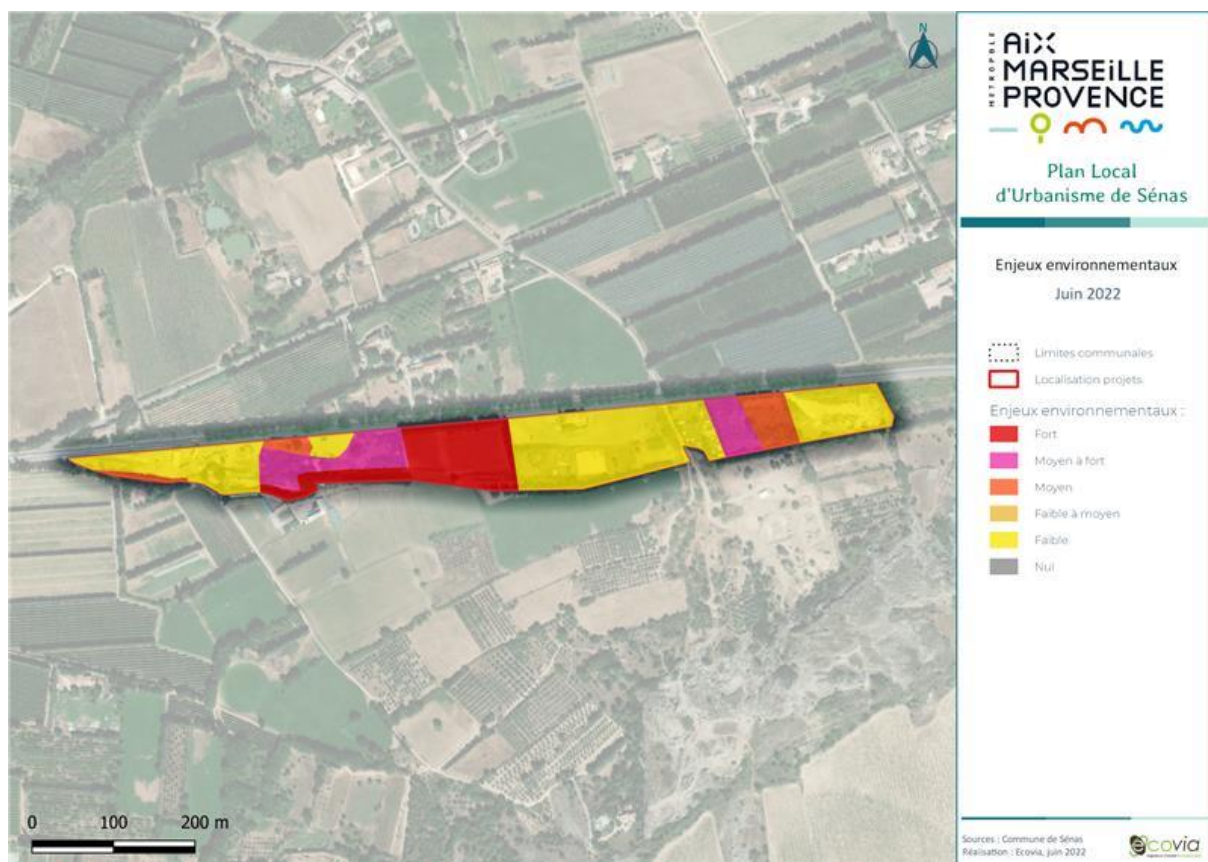 N
MÉTROPOLE
AiX
MARSEiLLE
PROVENCE
Plan Local
d'Urbanisme de Sénas
Enjeux environnementaux
Juin 2022
Limites communales
Localisation projets
Enjeux environnementaux :
Fort
Moyen à fort
Moyen
Faible à moyen
Faible
Nul
0 100 200 m
Sources : Commune de Sénas
Réalisation : Ecovia, juin 2022
ecovia